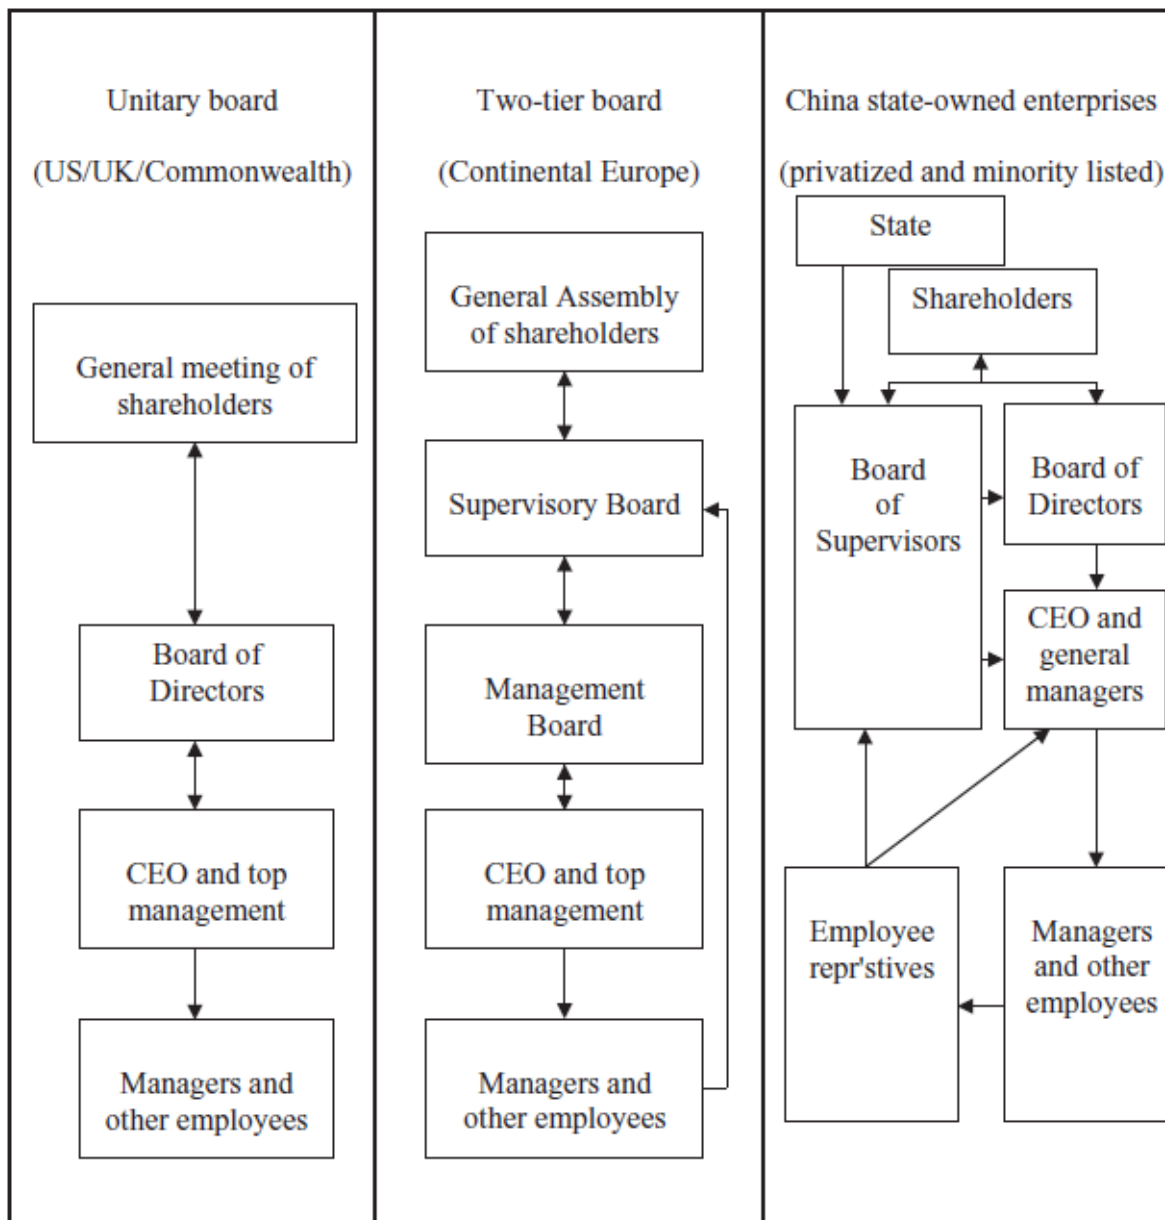 Unitary board
(US/UK/Commonwealth)
General meeting of
shareholders
Board of
Directors
CEO and top
management
Managers and
other employees
Two-tier board
(Continental Europe)
General Assembly
of shareholders
Supervisory Board
Management
Board
CEO and top
management
Managers and
other employees
China state-owned enterprises
(privatized and minority listed)
State
Shareholders
Board
of
Supervisors
Board of
Directors
CEO and
general
managers
Employee
repr'stives
Managers
and other
employees